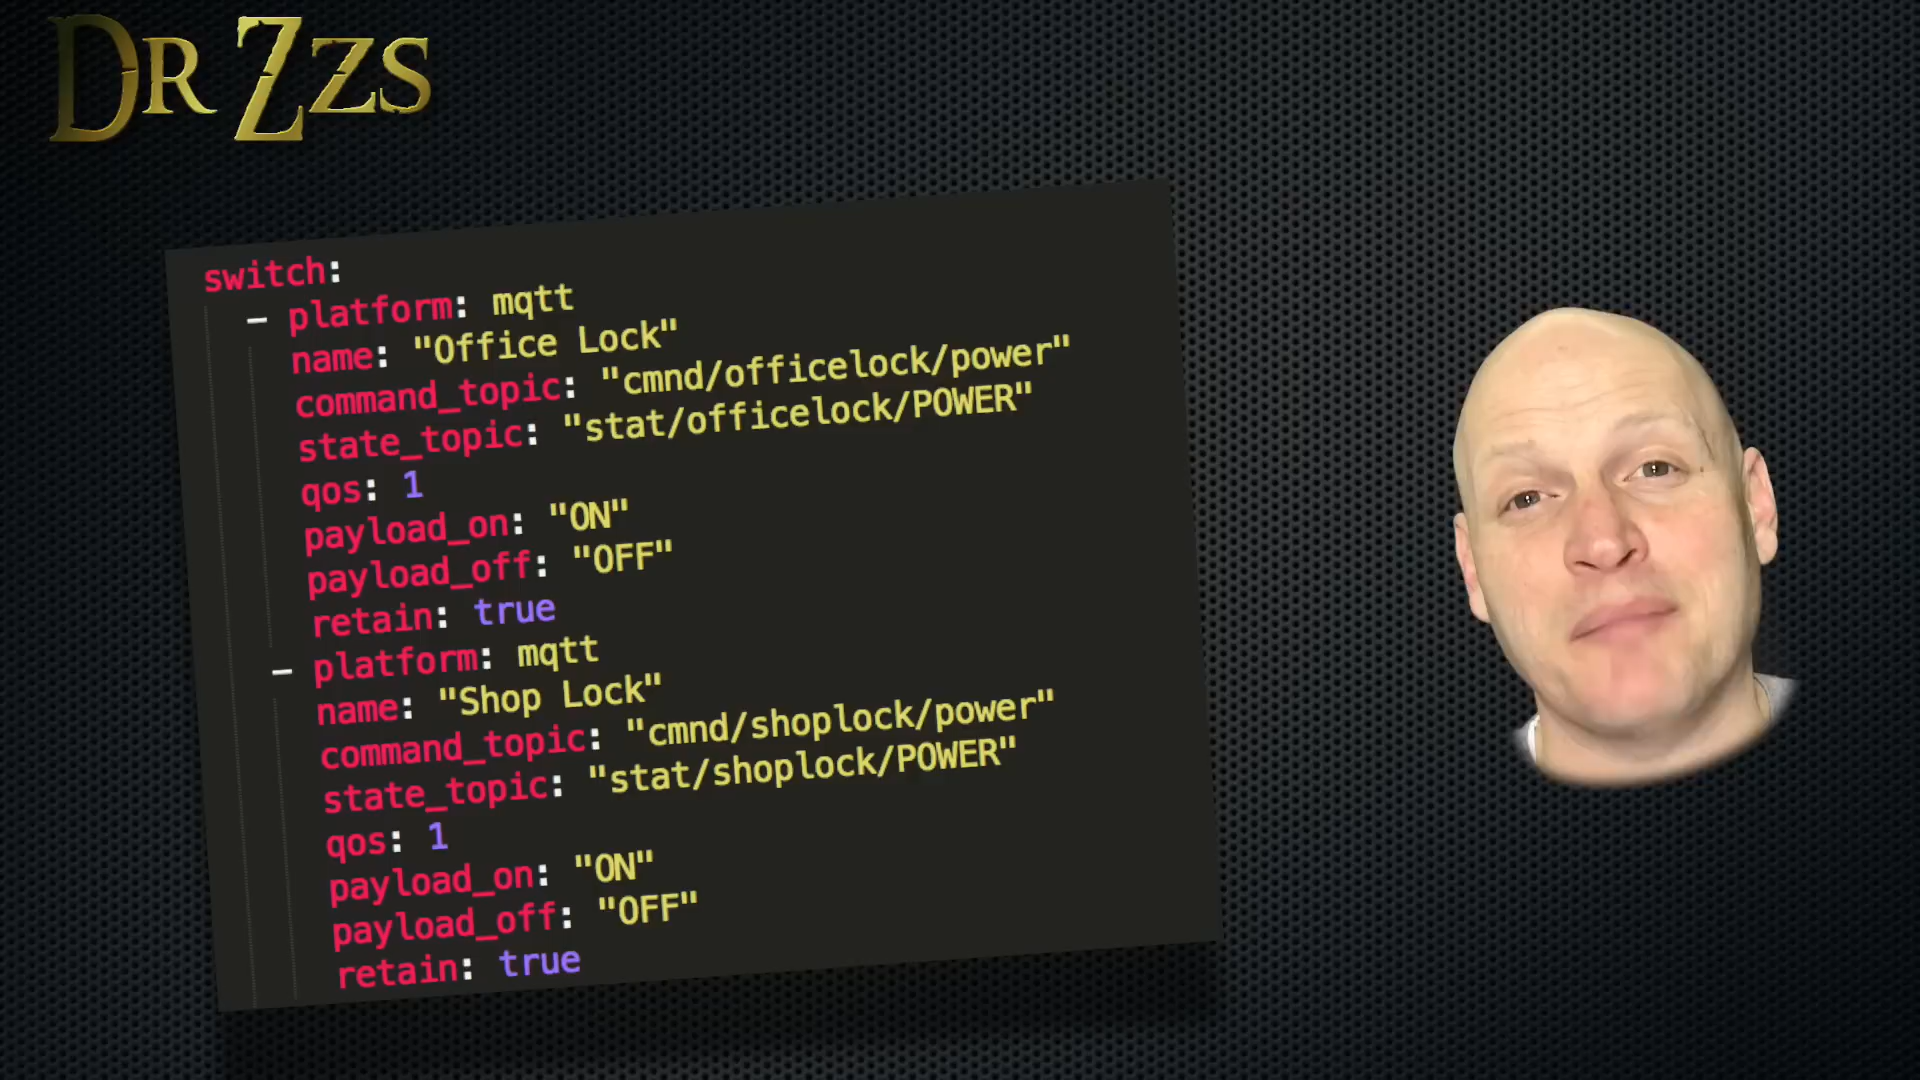 DR ZZS
switch:
- platform: mqtt
name: "Office Lock"
command_topic: "cmnd/officelock/power"
state_topic: "stat/officelock/POWER"
qos: 1
payload_on: "ON"
payload_off: "OFF"
retain: true
- platform: mqtt
name: "Shop Lock"
command_topic: "cmnd/shoplock/power"
state_topic: "stat/shoplock/POWER"
qos: 1
payload_on: "ON"
payload_off: "OFF"
retain: true